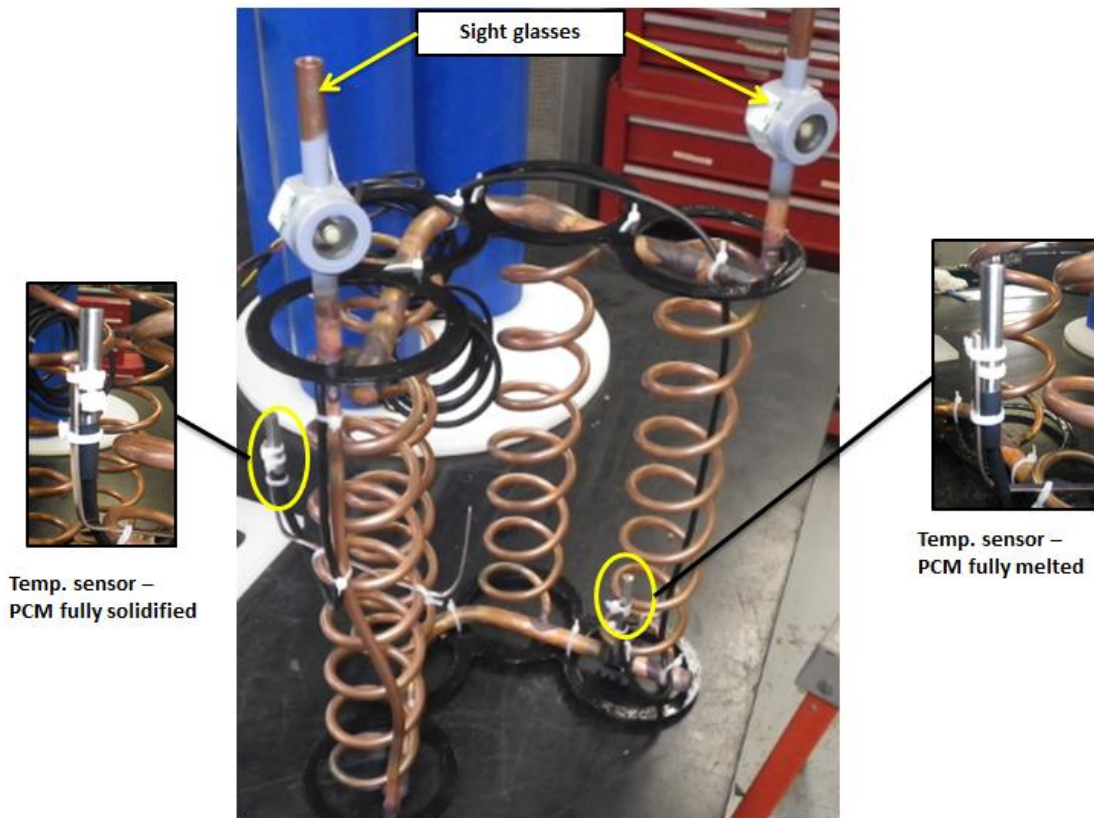 Sight glasses
Temp. sensor –
PCM fully solidified
Temp. sensor –
PCM fully melted